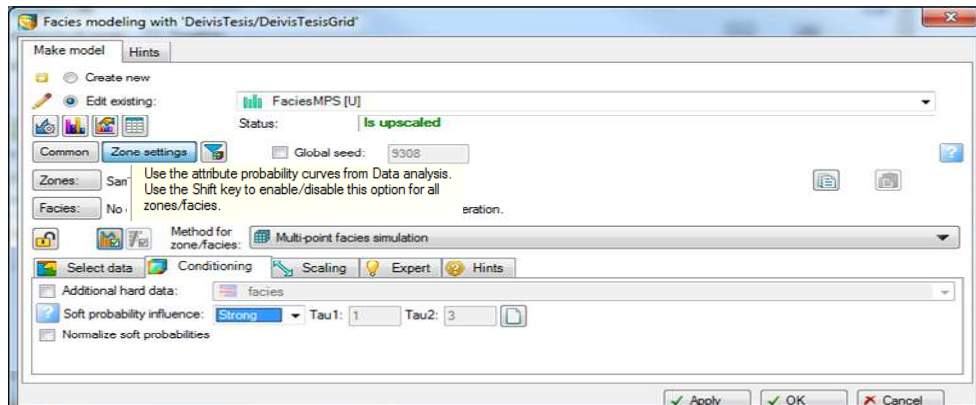 Facies modeling with 'DeivisTesis/DeivisTesisGrid'
Make model Hints
Create new
Edit existing: FaciesMPS [U]
Status: Is upscaled
Common Zone settings Global seed: 9308
Use the attribute probability curves from Data analysis.
Use the Shift key to enable/disable this option for all
zones/facies.
Zones:
Facies: No eration.
Method for
zone/facies: Multi-point facies simulation
Select data Conditioning Scaling Expert Hints
Additional hard data: facies
Soft probability influence: Strong Tau1: 1 Tau2: 3
Normalize soft probabilities
Apply OK Cancel